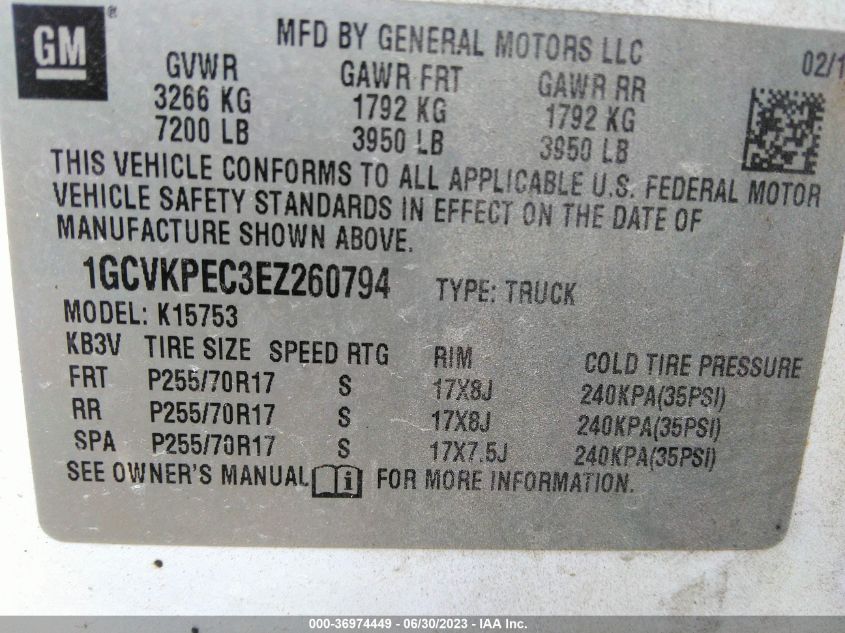 GM ®
MFD BY GENERAL MOTORS LLC 02/1
GVWR GAWR FRT GAWR RR
3266 KG 1792 KG 1792 KG
7200 LB 3950 LB 3950 LB
THIS VEHICLE CONFORMS TO ALL APPLICABLE U.S. FEDERAL MOTOR
VEHICLE SAFETY STANDARDS IN EFFECT ON THE DATE OF
MANUFACTURE SHOWN ABOVE.
1GCVKPEC3EZ260794 TYPE: TRUCK
MODEL: K15753
KB3V TIRE SIZE SPEED RTG RIM COLD TIRE PRESSURE
FRT P255/70R17 S 17X8J 240KPA(35PSI)
RR P255/70R17 S 17X8J 240KPA(35PSI)
SPA P255/70R17 S 17X7.5J 240KPA(35PSI)
SEE OWNER'S MANUAL i FOR MORE INFORMATION.
000-36974449 - 06/30/2023 - IAA Inc.